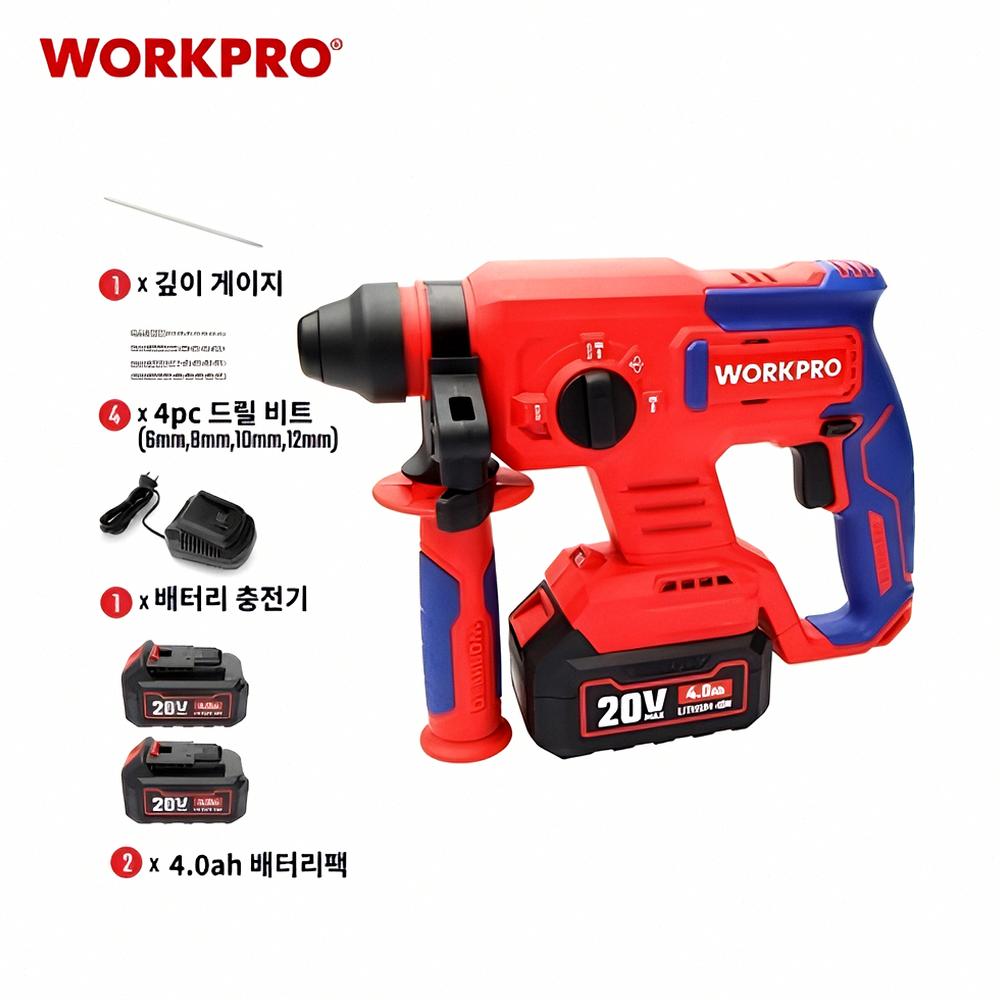 WORKPRO®
1 x 깊이 게이지
4 x 4pc 드릴 비트
(6mm,8mm,10mm,12mm)
1 x 배터리 충전기
20V
20V
2 x 4.0ah 배터리팩
WORKPRO
20V MAX
4.0Ah